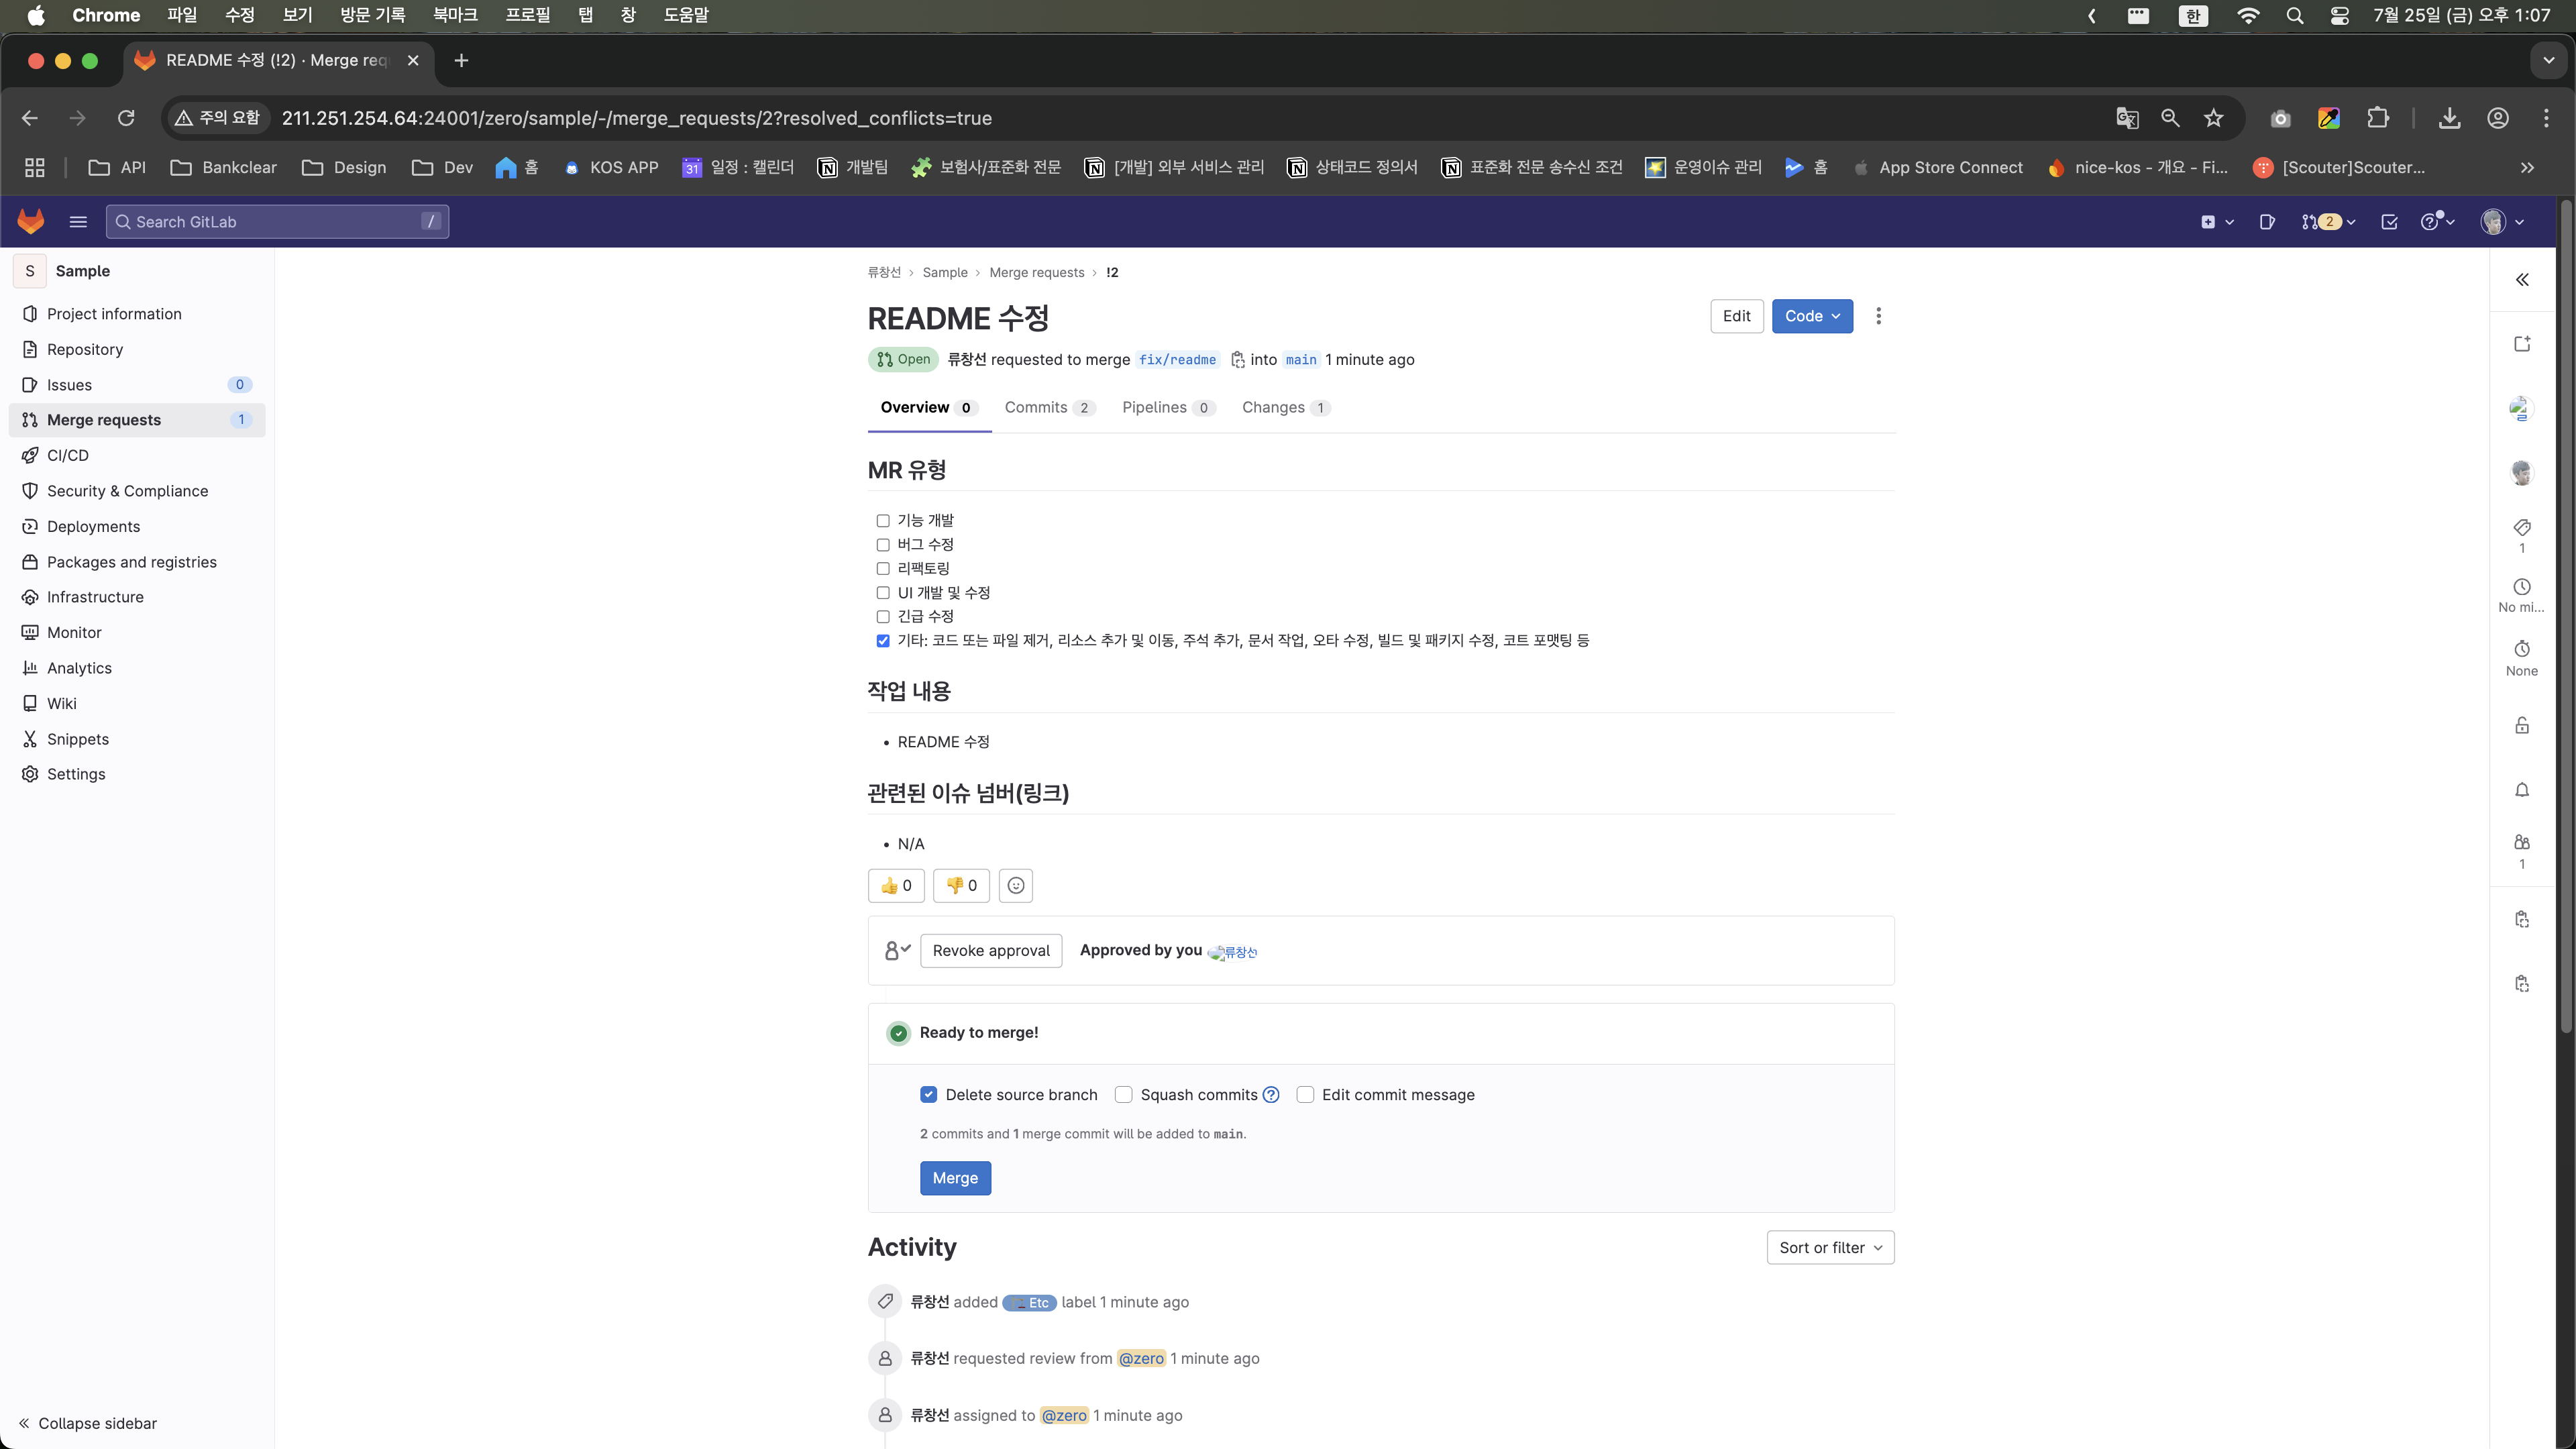 Chrome 파일 수정 보기 방문 기록 북마크 프로필 탭 창 도움말 한 7월 25일 (금) 오후 1:07
README 수정 (!2) · Merge req
주의 요함 211.251.254.64:24001/zero/sample/-/merge_requests/2?resolved_conflicts=true
API Bankclear Design Dev 홈 KOS APP 31 일정 : 캘린더 개발팀 보험사/표준화 전문 [개발] 외부 서비스 관리 상태코드 정의서 표준화 전문 송수신 조건 운영이슈 관리 홈 App Store Connect nice-kos - 개요 - Fi... [Scouter]Scouter...
Search GitLab / 2
S Sample
Project information
Repository
Issues 0
Merge requests 1
CI/CD
Security & Compliance
Deployments
Packages and registries
Infrastructure
Monitor
Analytics
Wiki
Snippets
Settings
Collapse sidebar
류창선 › Sample › Merge requests › !2
README 수정
Edit Code
Open 류창선 requested to merge fix/readme into main 1 minute ago
Overview 0 Commits 2 Pipelines 0 Changes 1
MR 유형
기능 개발
버그 수정
리팩토링
UI 개발 및 수정
긴급 수정
기타: 코드 또는 파일 제거, 리소스 추가 및 이동, 주석 추가, 문서 작업, 오타 수정, 빌드 및 패키지 수정, 코트 포맷팅 등
작업 내용
• README 수정
관련된 이슈 넘버(링크)
• N/A
👍 0 👎 0
Revoke approval Approved by you 류창선
Ready to merge!
Delete source branch Squash commits Edit commit message
2 commits and 1 merge commit will be added to main.
Merge
Activity
Sort or filter
류창선 added Etc label 1 minute ago
류창선 requested review from @zero 1 minute ago
류창선 assigned to @zero 1 minute ago
1
No mi...
None
1